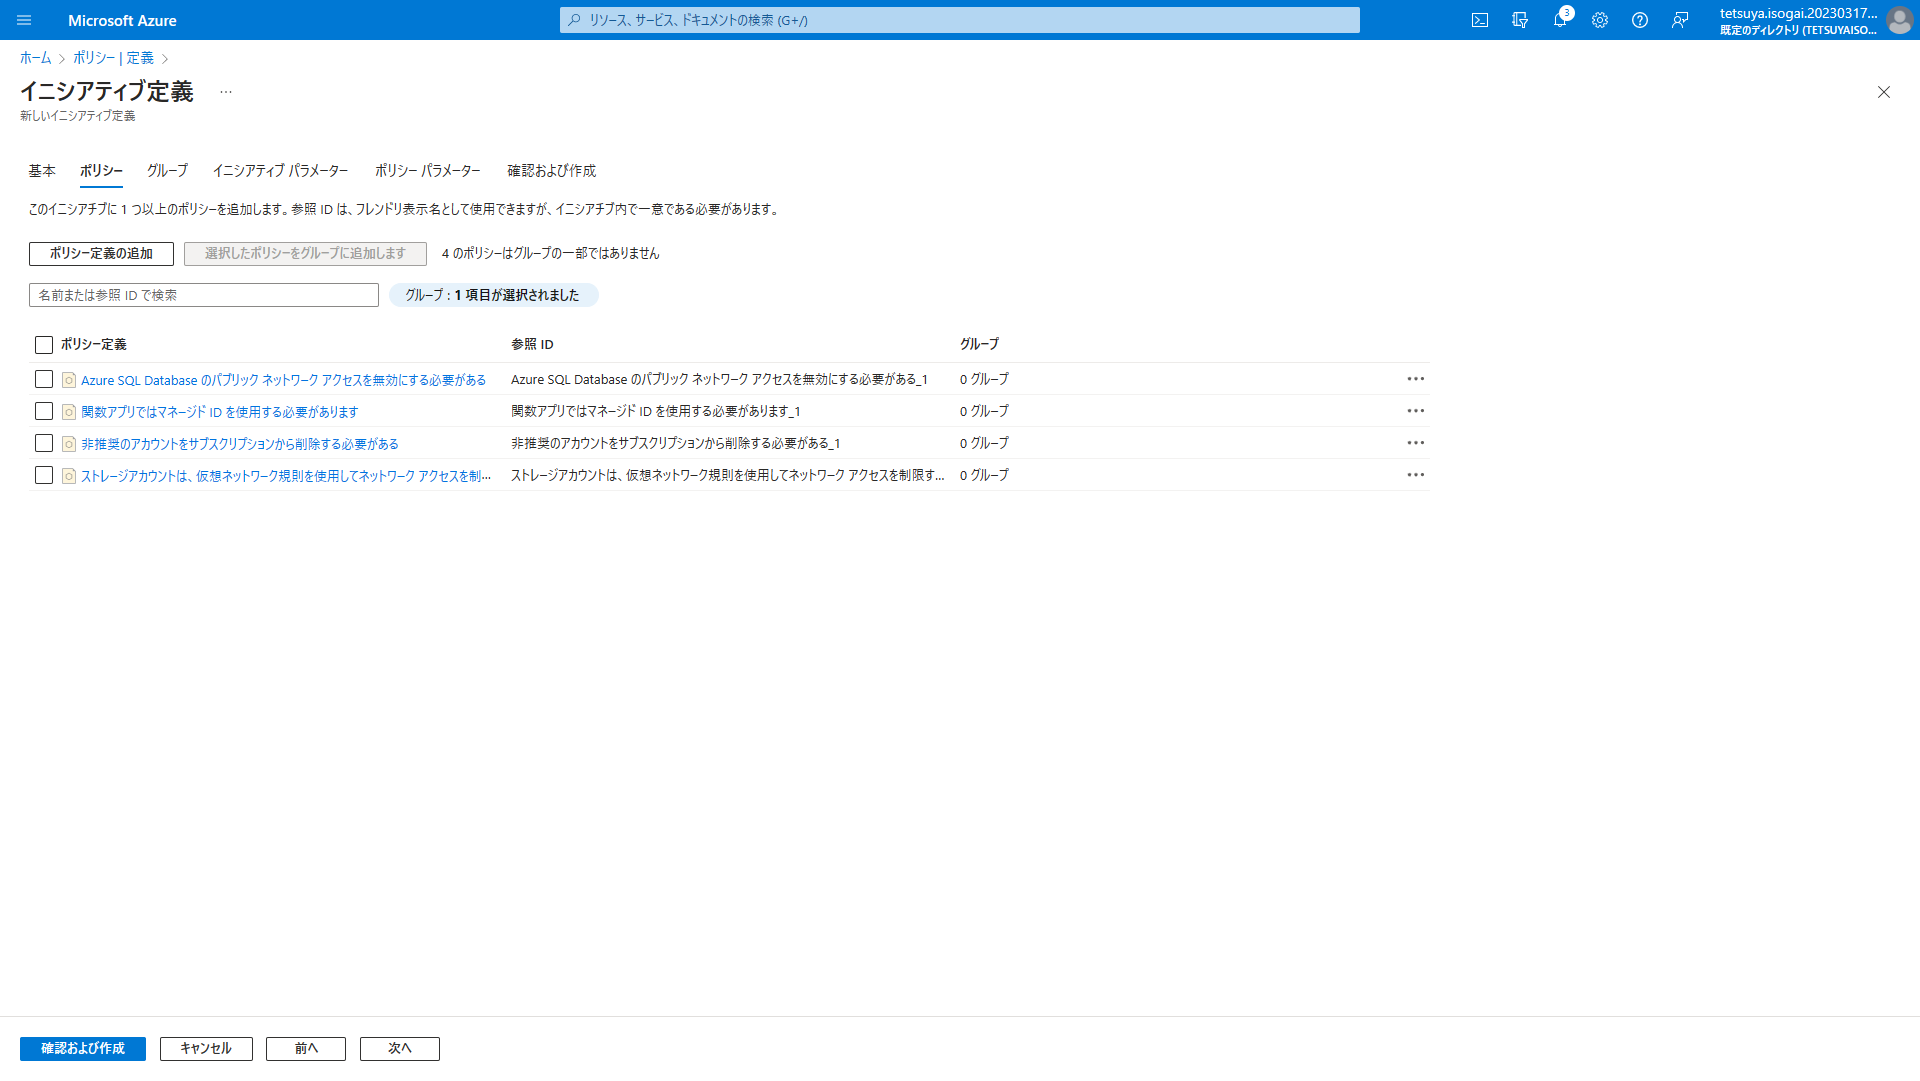 Microsoft Azure
リソース、サービス、ドキュメントの検索 (G+/)
3
tetsuya.isogai.20230317...
既定のディレクトリ (TETSUYAISO...
ホーム > ポリシー | 定義 >
イニシアティブ定義 ...
新しいイニシアティブ定義
基本 ポリシー グループ イニシアティブ パラメーター ポリシー パラメーター 確認および作成
このイニシアチブに 1 つ以上のポリシーを追加します。参照 ID は、フレンドリ表示名として使用できますが、イニシアチブ内で一意である必要があります。
ポリシー定義の追加 選択したポリシーをグループに追加します 4 のポリシーはグループの一部ではありません
名前または参照 ID で検索 グループ : 1 項目が選択されました
ポリシー定義 参照 ID グループ
Azure SQL Database のパブリック ネットワーク アクセスを無効にする必要がある Azure SQL Database のパブリック ネットワーク アクセスを無効にする必要がある_1 0 グループ
関数アプリではマネージド ID を使用する必要があります 関数アプリではマネージド ID を使用する必要があります_1 0 グループ
非推奨のアカウントをサブスクリプションから削除する必要がある 非推奨のアカウントをサブスクリプションから削除する必要がある_1 0 グループ
ストレージアカウントは、仮想ネットワーク規則を使用してネットワーク アクセスを制... ストレージアカウントは、仮想ネットワーク規則を使用してネットワーク アクセスを制限す... 0 グループ
確認および作成 キャンセル 前へ 次へ